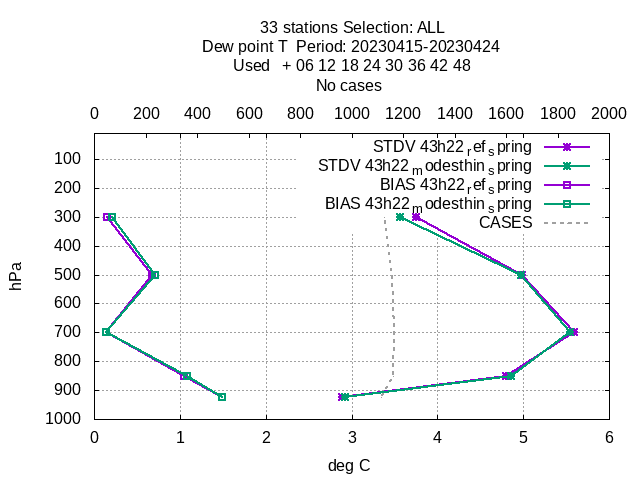 33 stations Selection: ALL
Dew point T  Period: 20230415-20230424
Used   + 06 12 18 24 30 36 42 48
No cases
0 200 400 600 800 1000 1200 1400 1600 1800 2000
STDV 43h22_ref_spring
STDV 43h22_modesthin_spring
BIAS 43h22_ref_spring
BIAS 43h22_modesthin_spring
CASES
100
200
300
400
500
600
700
800
900
1000
hPa
0 1 2 3 4 5 6
deg C